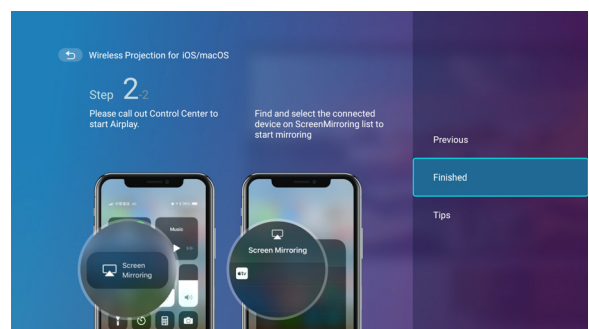 Wireless Projection for iOS/macOS
Step 2-2
Please call out Control Center to
start Airplay.
Find and select the connected
device on ScreenMirroring list to
start mirroring
Previous
Finished
Tips
Music
Screen
Mirroring
Screen Mirroring